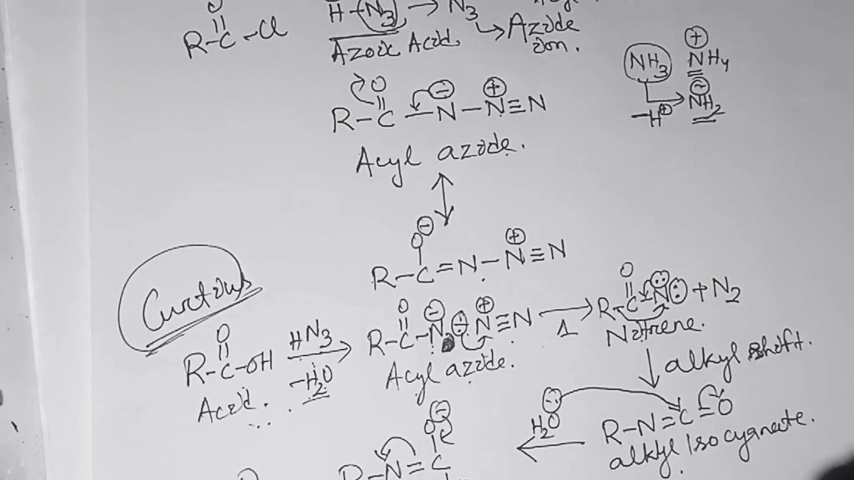 R-C-Cl
O
H-(N3) → N3
Azoic Acid. → Azide
ion.
NH3
⊕
NH4
-H⊕ → NH2
⊖
O
R-C-N-N≡N
⊖ ⊕
Acyl azide.
O⊖
R-C=N-N≡N
⊕
Curctious
O
R-C-OH
Acid.
HN3
-H2O
O ⊖ ⊕
R-C-N-N≡N
Acyl azide.
Δ
O
R-C-N: + N2
Nitrene.
alkyl shift.
R-N=C=O
alkyl Isocyanate.
⊖
H2O
O⊖
R-N=C